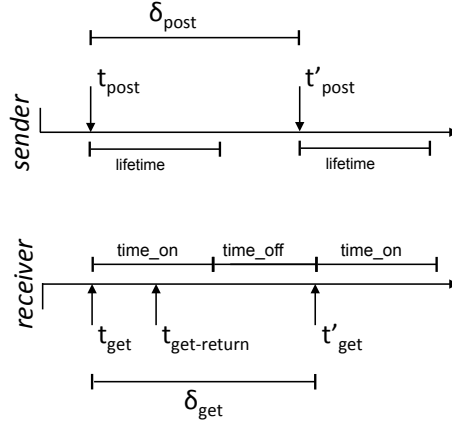 δpost
tpost
t’post
sender
lifetime
lifetime
time_on
time_off
time_on
receiver
tget
tget-return
t’get
δget